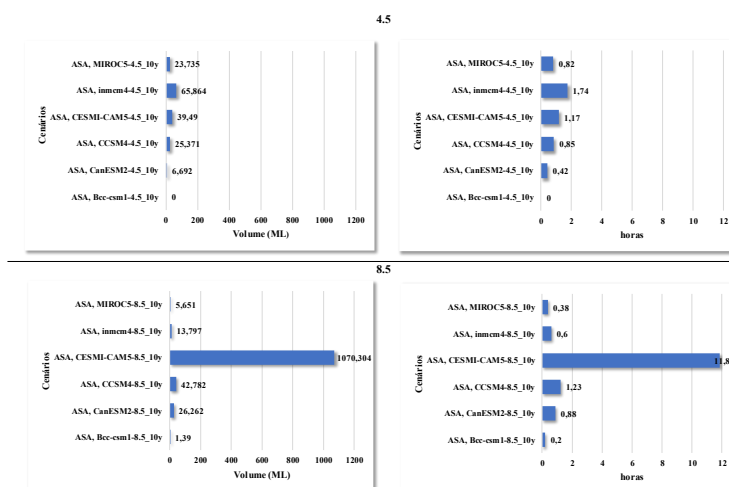 4.5
Cenários
ASA, MIROC5-4.5_10y 23,735
ASA, inmcm4-4.5_10y 65,864
ASA, CESMI-CAM5-4.5_10y 39,49
ASA, CCSM4-4.5_10y 25,371
ASA, CanESM2-4.5_10y 6,692
ASA, Bcc-csm1-4.5_10y 0
0 200 400 600 800 1000 1200
Volume (ML)
Cenários
ASA, MIROC5-4.5_10y 0,82
ASA, inmcm4-4.5_10y 1,74
ASA, CESMI-CAM5-4.5_10y 1,17
ASA, CCSM4-4.5_10y 0,85
ASA, CanESM2-4.5_10y 0,42
ASA, Bcc-csm1-4.5_10y 0
0 2 4 6 8 10 12
horas
8.5
Cenários
ASA, MIROC5-8.5_10y 5,651
ASA, inmcm4-8.5_10y 13,797
ASA, CESMI-CAM5-8.5_10y 1070,304
ASA, CCSM4-8.5_10y 42,782
ASA, CanESM2-8.5_10y 26,262
ASA, Bcc-csm1-8.5_10y 1,39
0 200 400 600 800 1000 1200
Volume (ML)
Cenários
ASA, MIROC5-8.5_10y 0,38
ASA, inmcm4-8.5_10y 0,6
ASA, CESMI-CAM5-8.5_10y 11,8
ASA, CCSM4-8.5_10y 1,23
ASA, CanESM2-8.5_10y 0,88
ASA, Bcc-csm1-8.5_10y 0,2
0 2 4 6 8 10 12
horas